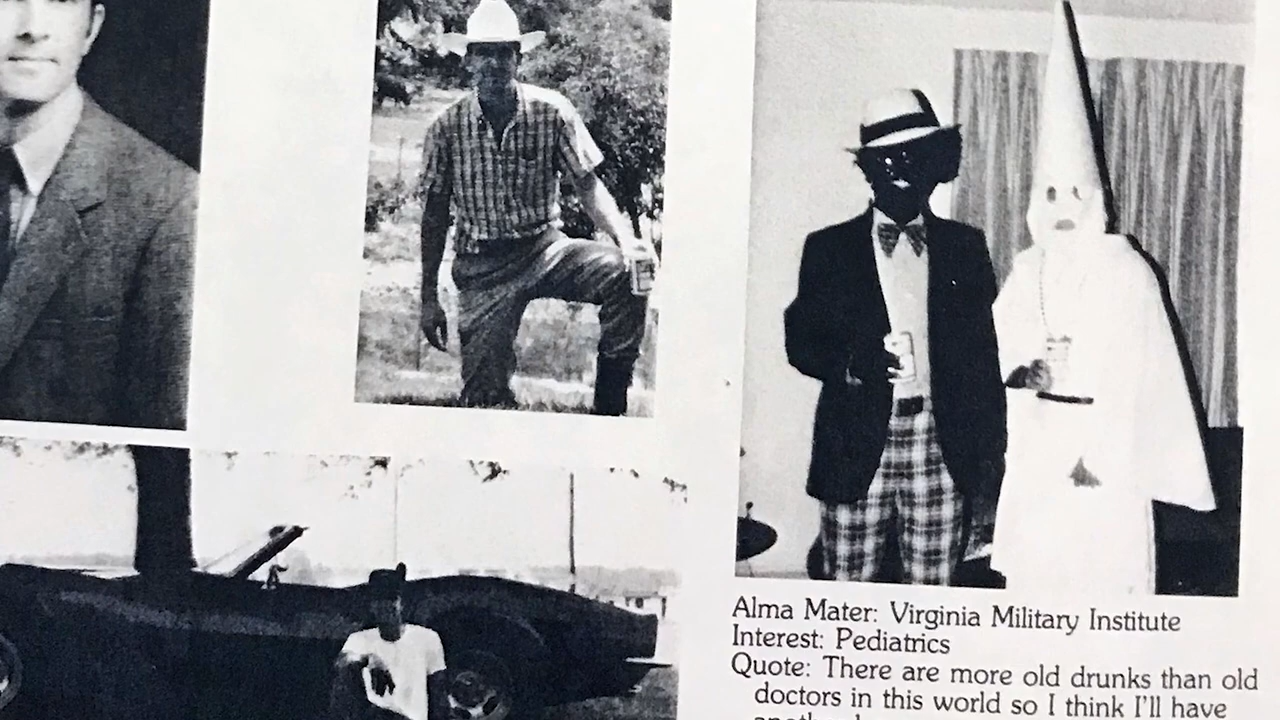 Alma Mater: Virginia Military Institute
Interest: Pediatrics
Quote: There are more old drunks than old
doctors in this world so I think I'll have